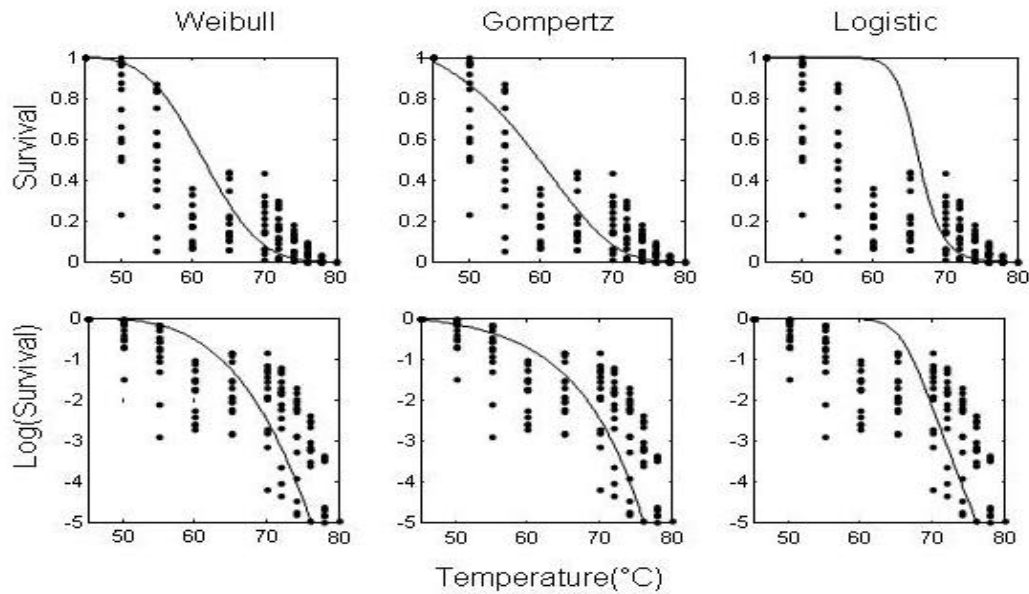 Weibull Gompertz Logistic
1 1 1
0.8 0.8 0.8
0.6 0.6 0.6
0.4 0.4 0.4
0.2 0.2 0.2
0 0 0
50 60 70 80 50 60 70 80 50 60 70 80
Survival
0 0 0
-1 -1 -1
-2 -2 -2
-3 -3 -3
-4 -4 -4
-5 -5 -5
50 60 70 80 50 60 70 80 50 60 70 80
Log(Survival)
Temperature(°C)